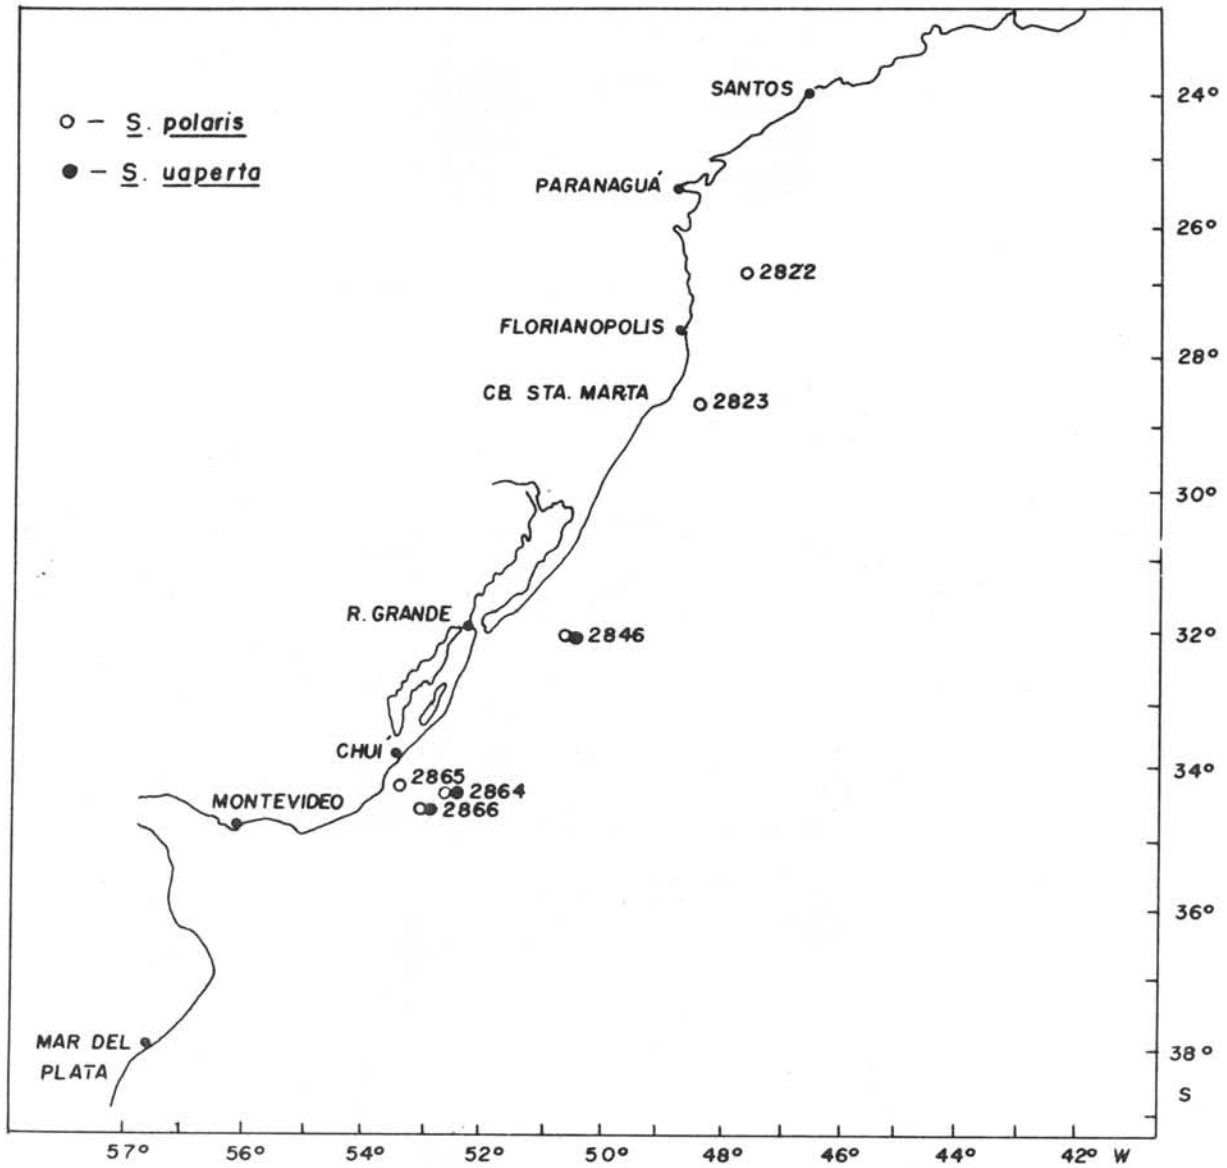 SANTOS
24°
S. polaris
S. uaperta
PARANAGUÁ
26°
2822
FLORIANOPOLIS
28°
CB. STA. MARTA
2823
30°
R. GRANDE
2846
32°
CHUÍ
2865
34°
2864
MONTEVIDEO
2866
36°
MAR DEL
PLATA
38°
S
57° 56° 54° 53° 52° 50° 48° 46° 44° 42° W